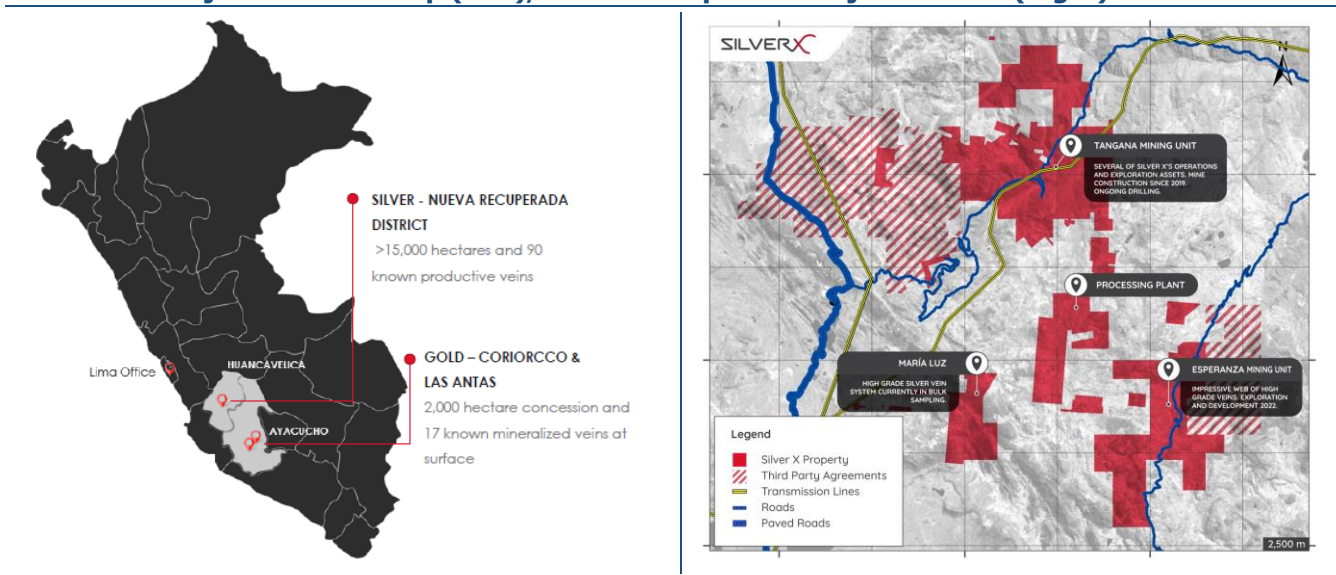 SILVER - NUEVA RECUPERADA
DISTRICT
>15,000 hectares and 90
known productive veins
GOLD – CORIORCCO &
LAS ANTAS
2,000 hectare concession and
17 known mineralized veins at
surface
Lima Office
HUANCAVELICA
AYACUCHO
SILVERX
N
TANGANA MINING UNIT
SEVERAL OF SILVER X'S OPERATIONS
AND EXPLORATION ASSETS. MINE
CONSTRUCTION SINCE 2019.
ONGOING DRILLING.
PROCESSING PLANT
MARÍA LUZ
HIGH GRADE SILVER VEIN
SYSTEM CURRENTLY IN BULK
SAMPLING.
ESPERANZA MINING UNIT
IMPRESSIVE WEB OF HIGH
GRADE VEINS. EXPLORATION
AND DEVELOPMENT 2022.
Legend
Silver X Property
Third Party Agreements
Transmission Lines
Roads
Paved Roads
2,500 m